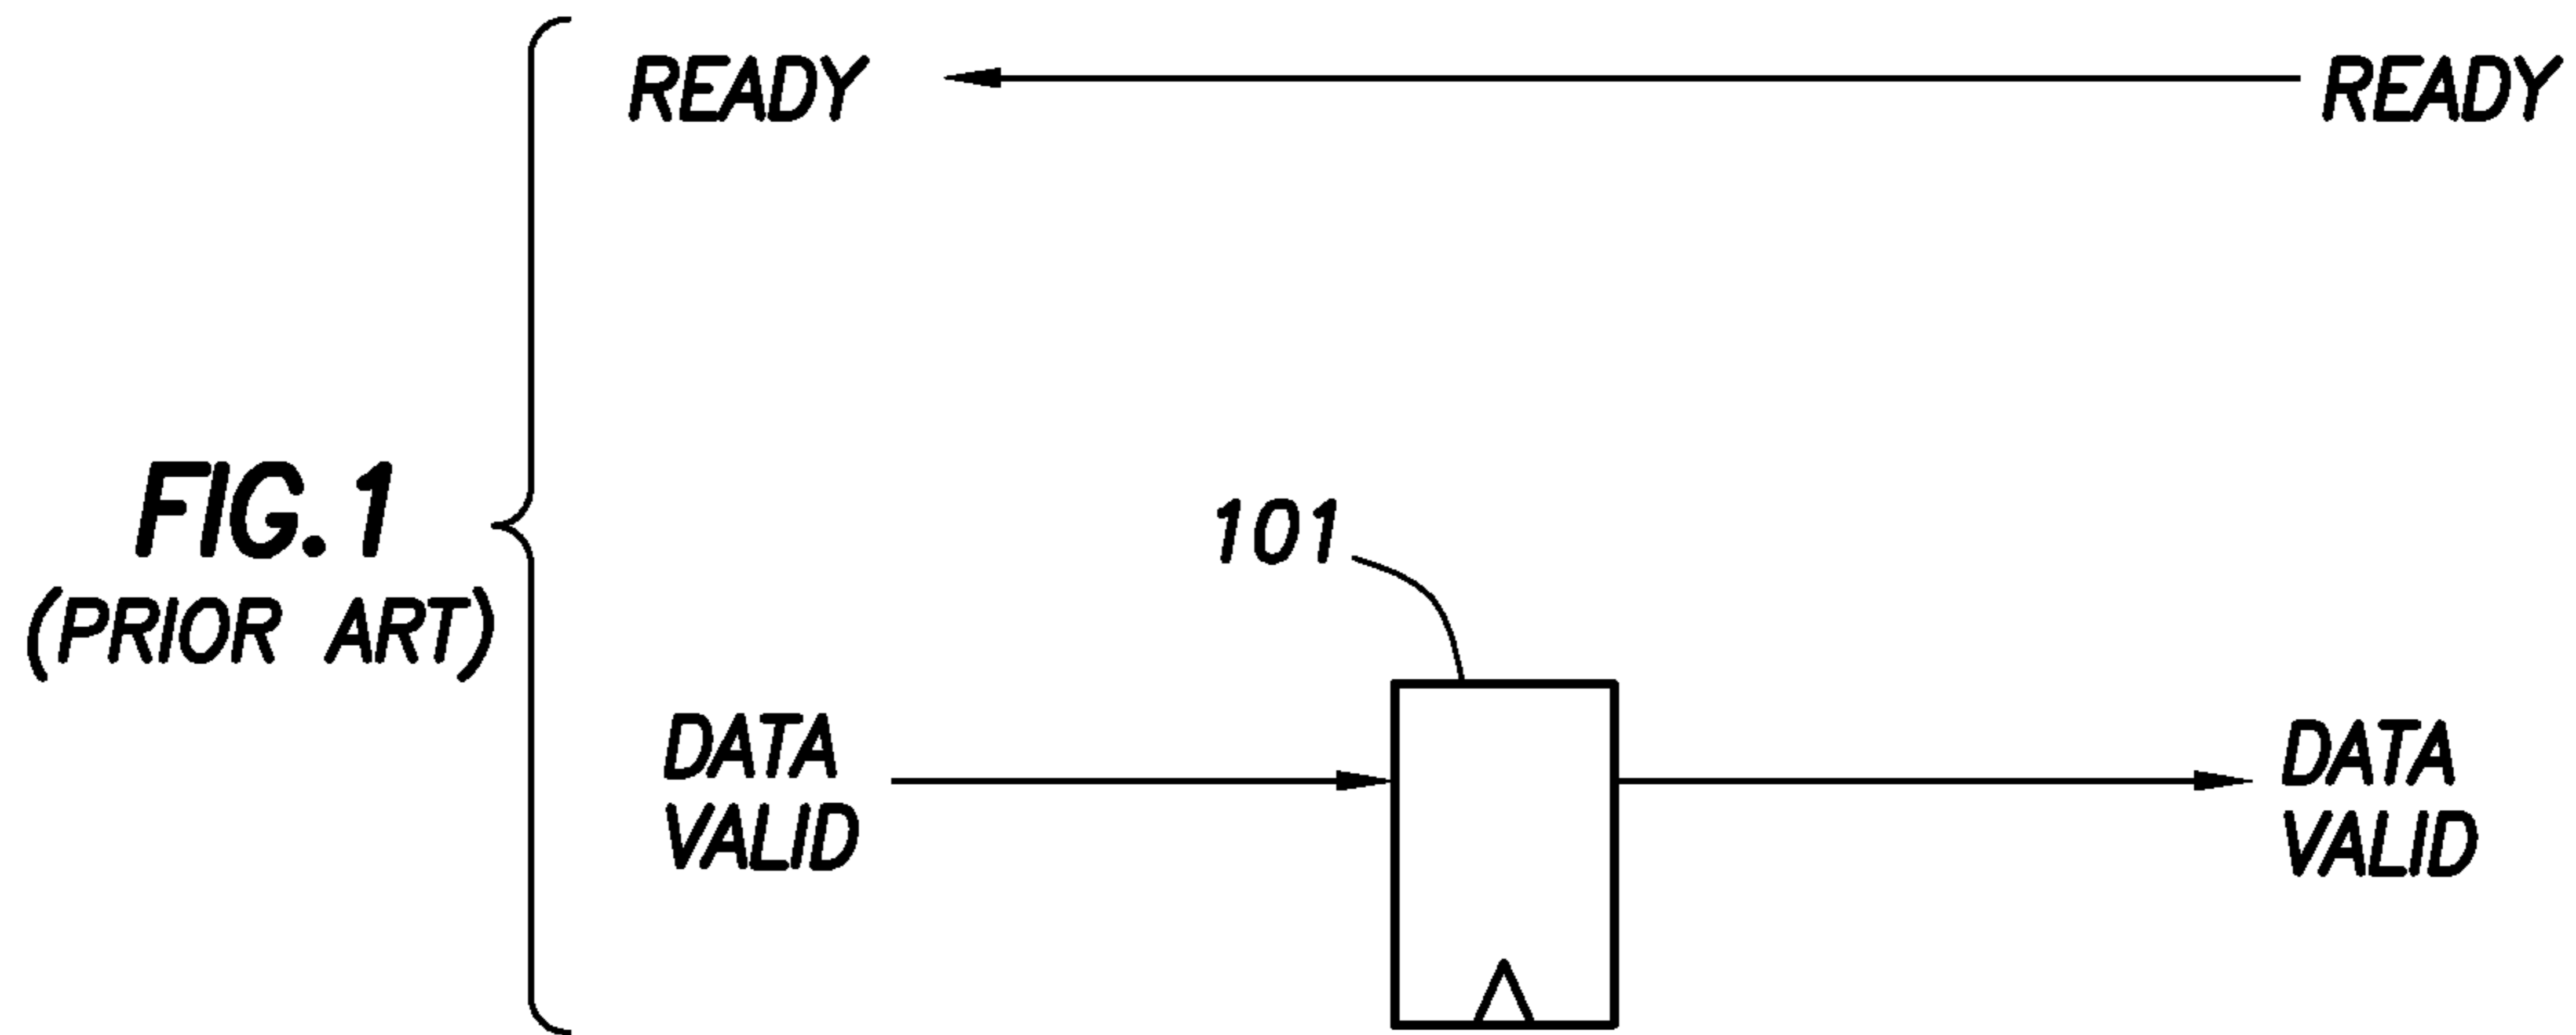 READY
READY
FIG. 1
(PRIOR ART)
101
DATA
VALID
DATA
VALID